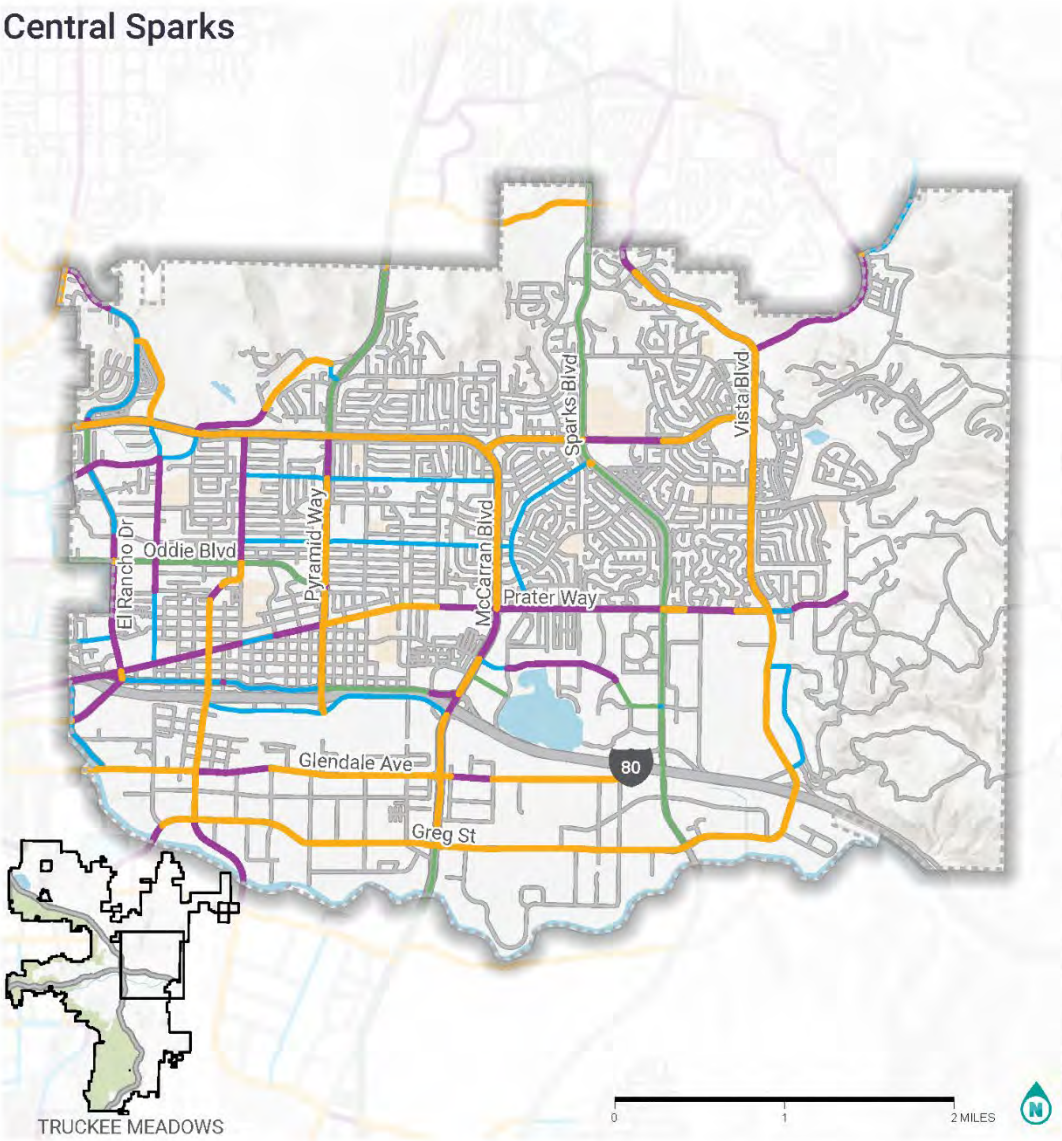 Central Sparks
Sparks Blvd
Vista Blvd
Pyramid Way
McCarran Blvd
El Rancho Dr
Oddie Blvd
Prater Way
Glendale Ave
80
Greg St
TRUCKEE MEADOWS
0
1
2 MILES
N